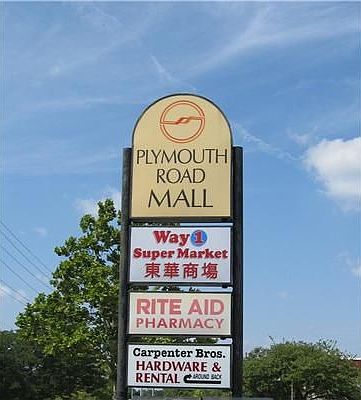 PLYMOUTH
ROAD
MALL
Way 1
Super Market
東華商場
RITE AID
PHARMACY
Carpenter Bros.
HARDWARE &
RENTAL AROUND BACK